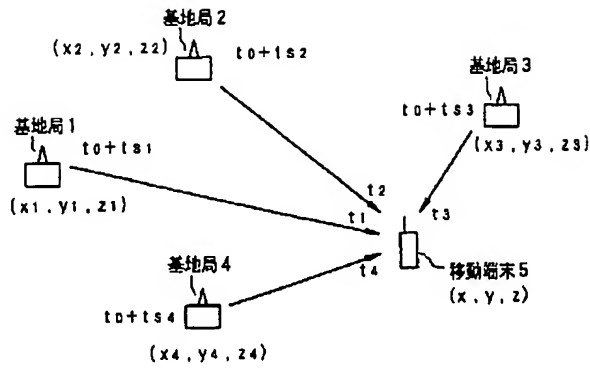 基地局2
(x2,y2,z2)
t0+ts2
基地局3
t0+ts3
(x3,y3,z3)
基地局1
t0+ts1
(x1,y1,z1)
t2
t1
t3
t4
移動端末5
(x,y,z)
基地局4
t0+ts4
(x4,y4,z4)